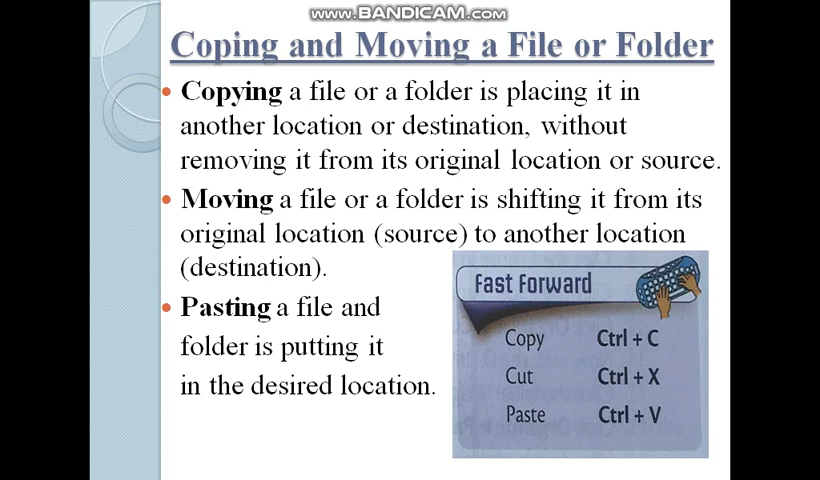 www.BANDICAM.com
Coping and Moving a File or Folder
• Copying a file or a folder is placing it in
another location or destination, without
removing it from its original location or source.
• Moving a file or a folder is shifting it from its
original location (source) to another location
(destination).
• Pasting a file and
folder is putting it
in the desired location.
Fast Forward
Copy Ctrl + C
Cut Ctrl + X
Paste Ctrl + V